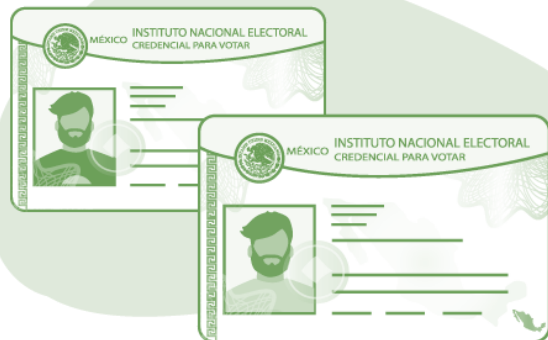 MÉXICO
INSTITUTO NACIONAL ELECTORAL
CREDENCIAL PARA VOTAR
MÉXICO
INSTITUTO NACIONAL ELECTORAL
CREDENCIAL PARA VOTAR